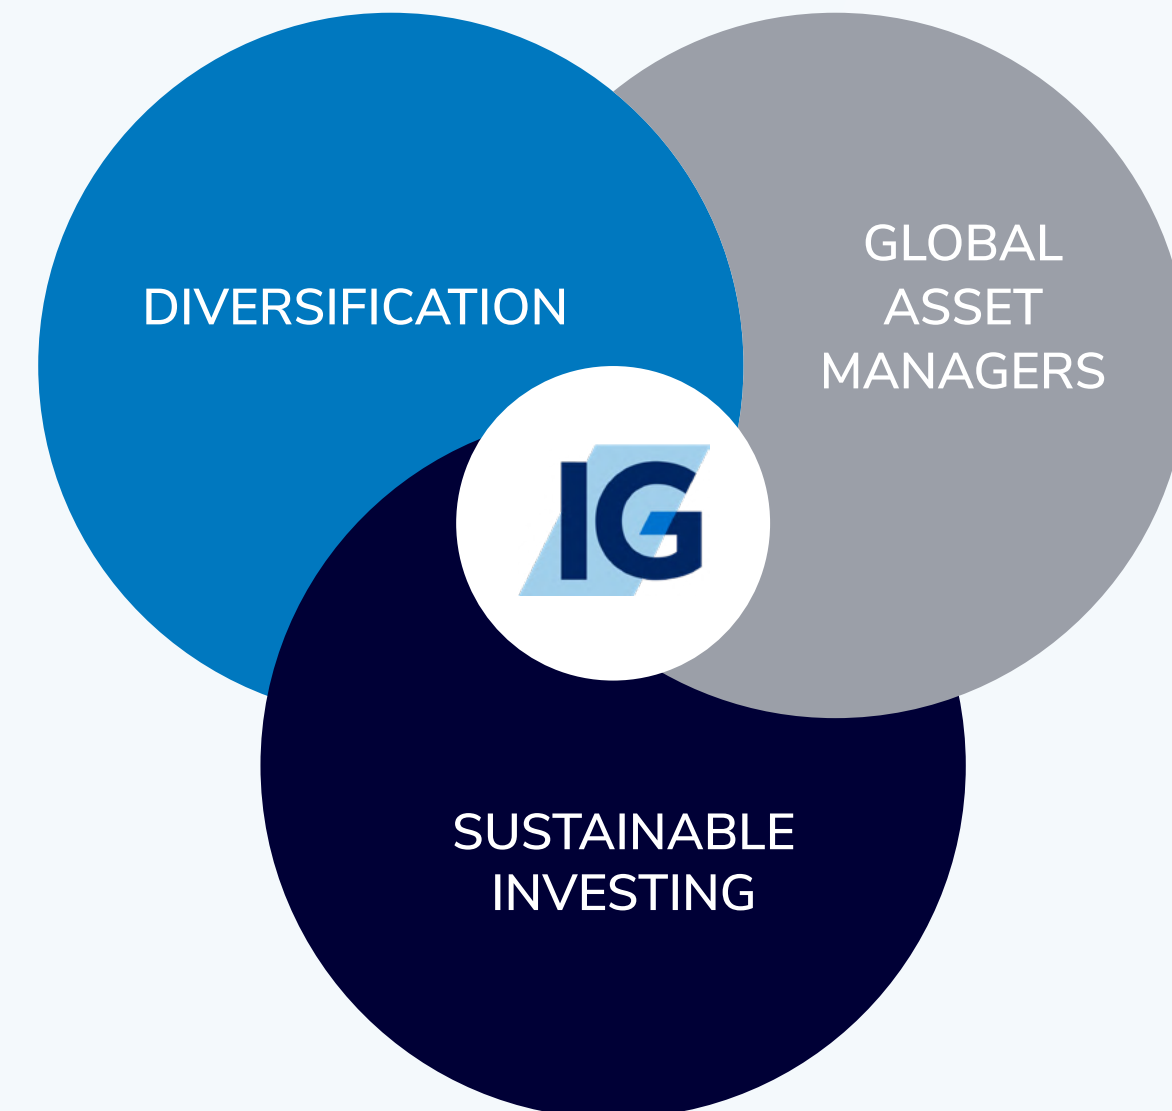 DIVERSIFICATION
GLOBAL
ASSET
MANAGERS
IG
SUSTAINABLE
INVESTING